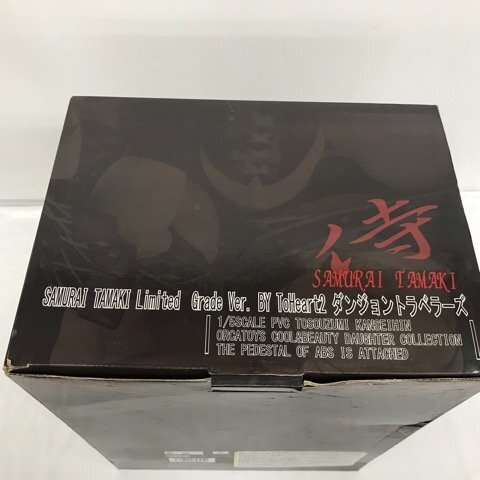 侍
SAMURAI TAMAKI
SAMURAI TAMAKI Limited Grade Ver. BY ToHeart2 ダンジョントラベラーズ
1/5SCALE PVC TOSOUZUMI KANSEIHIN
ORCATOYS COOL&BEAUTY DAUGHTER COLLECTION
THE PEDESTAL OF ABS IS ATTACHED